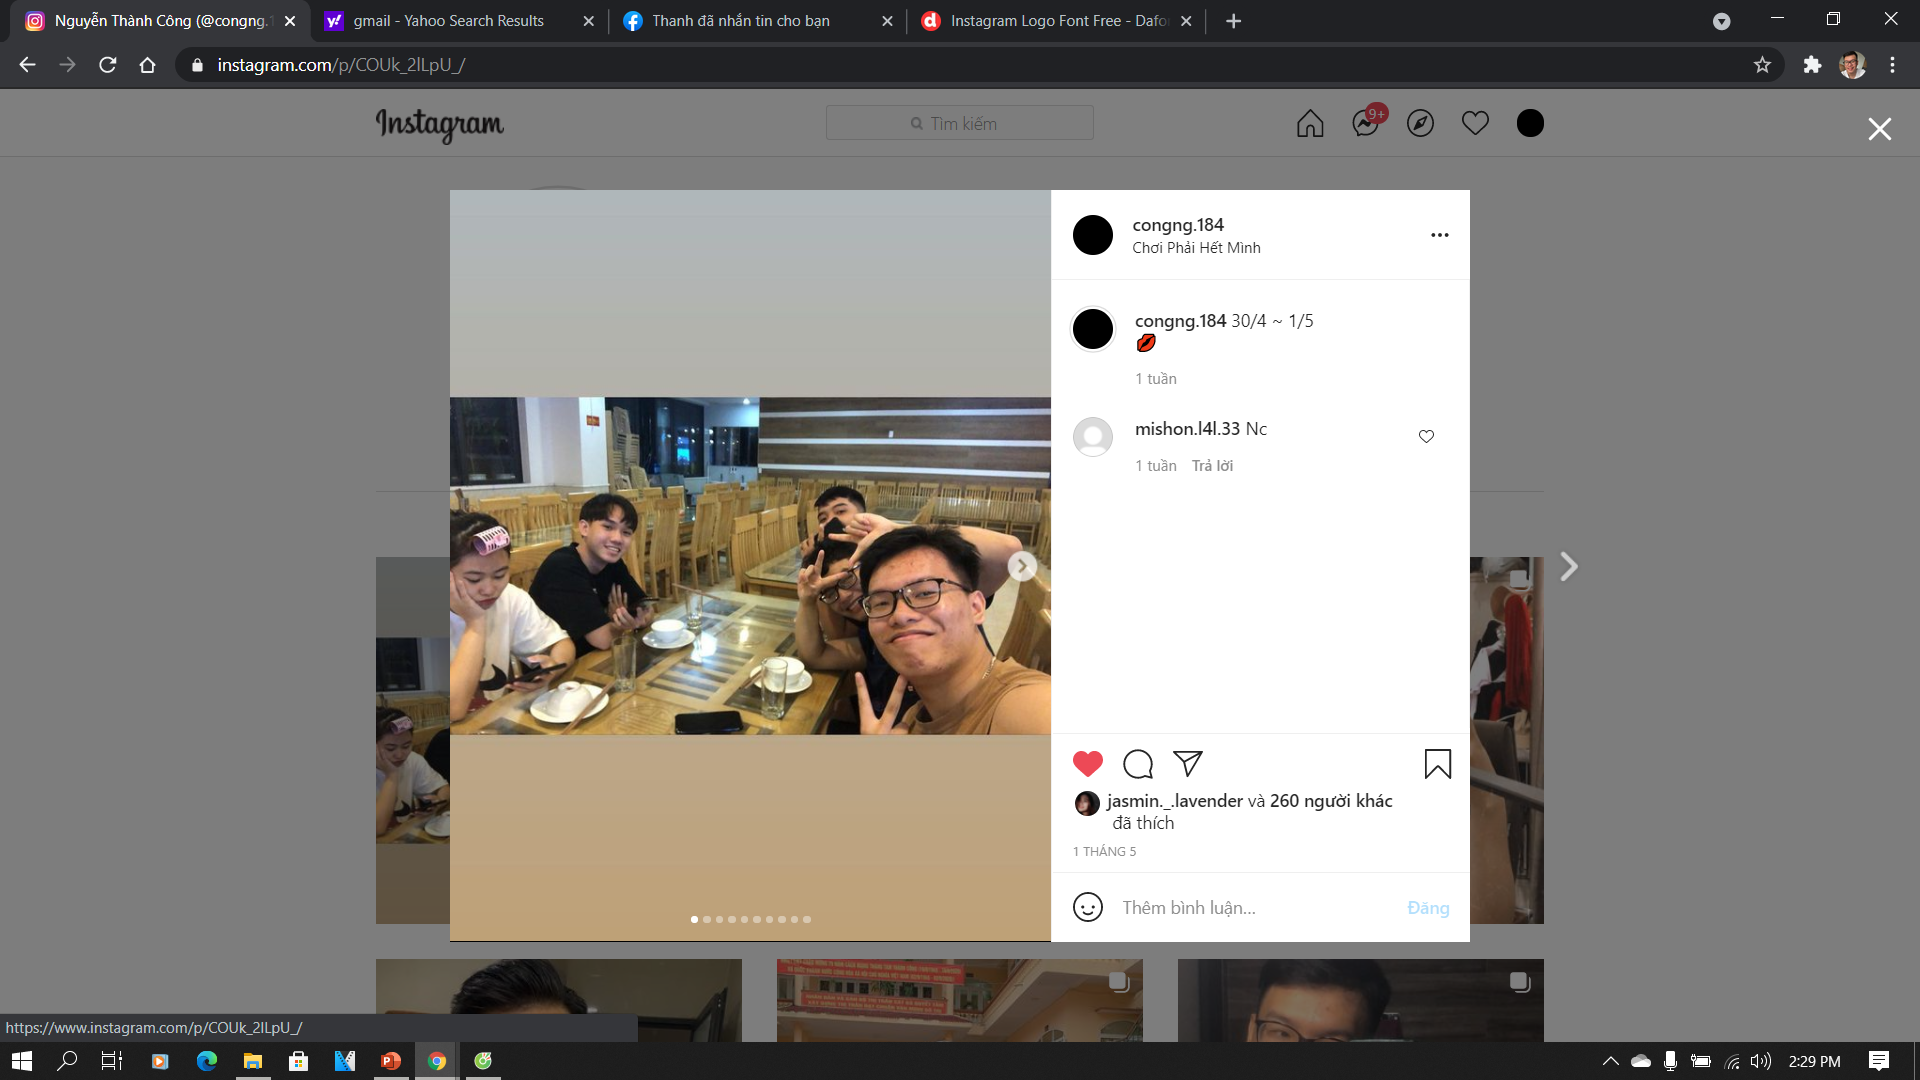 Nguyễn Thành Công (@congng.1
gmail - Yahoo Search Results
Thanh đã nhắn tin cho bạn
Instagram Logo Font Free - Dafo
instagram.com/p/COUk_2lLpU_/
Instagram
Tìm kiếm
9+
congng.184
Chơi Phải Hết Mình
congng.184 30/4 ~ 1/5
1 tuần
mishon.l4l.33 Nc
1 tuần Trả lời
jasmin._.lavender và 260 người khác
đã thích
1 THÁNG 5
Thêm bình luận...
Đăng
https://www.instagram.com/p/COUk_2lLpU_/
2:29 PM